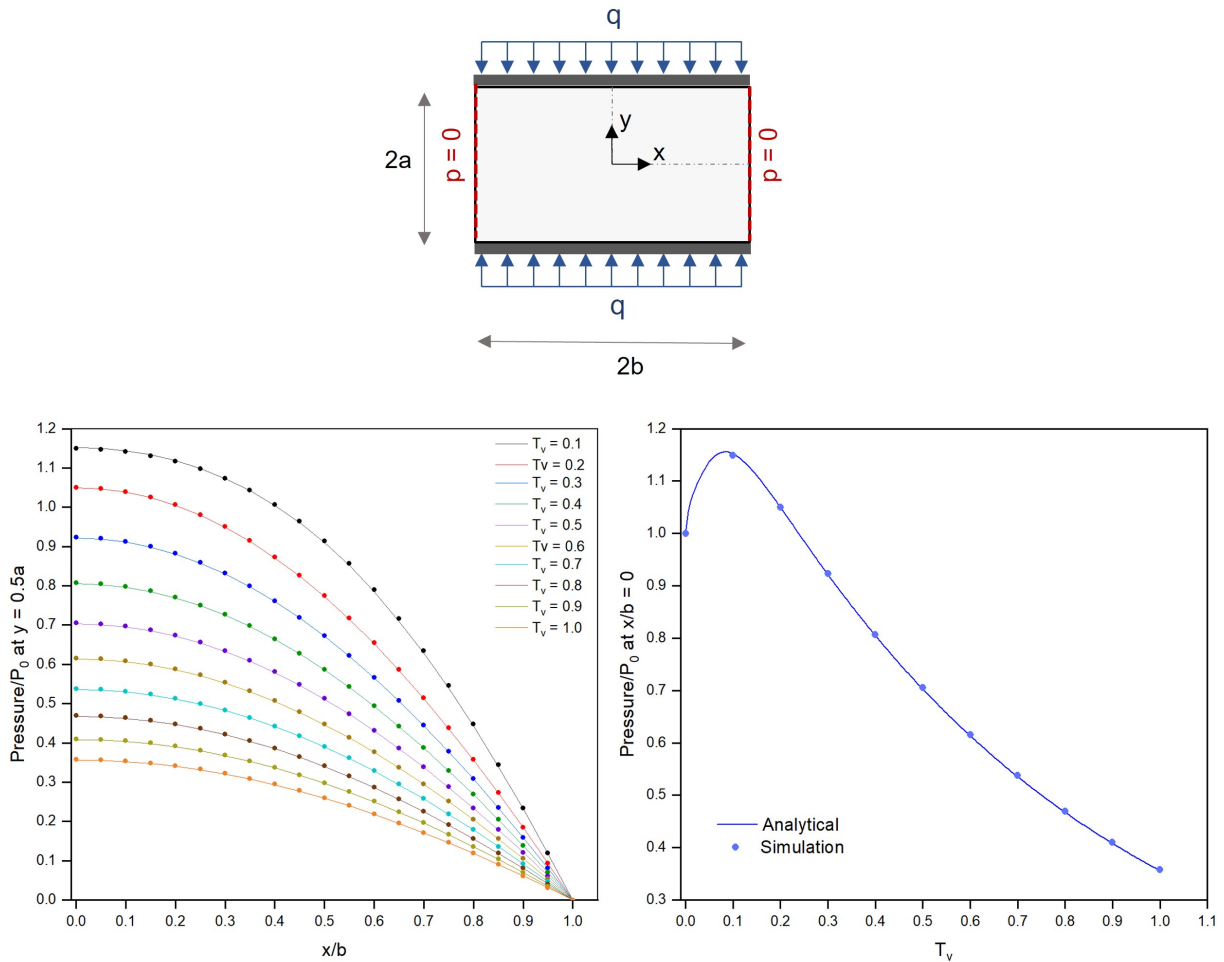 q
y
x
2a
p = 0
p = 0
q
2b
Pressure/P₀ at y = 0.5a
1.2
1.1
1.0
0.9
0.8
0.7
0.6
0.5
0.4
0.3
0.2
0.1
0.0
0.0 0.1 0.2 0.3 0.4 0.5 0.6 0.7 0.8 0.9 1.0
x/b
Tᵥ = 0.1
Tv = 0.2
Tᵥ = 0.3
Tᵥ = 0.4
Tᵥ = 0.5
Tv = 0.6
Tᵥ = 0.7
Tᵥ = 0.8
Tᵥ = 0.9
Tᵥ = 1.0
Pressure/P₀ at x/b = 0
1.2
1.1
1.0
0.9
0.8
0.7
0.6
0.5
0.4
0.3
0.0 0.1 0.2 0.3 0.4 0.5 0.6 0.7 0.8 0.9 1.0 1.1
Tᵥ
Analytical
Simulation